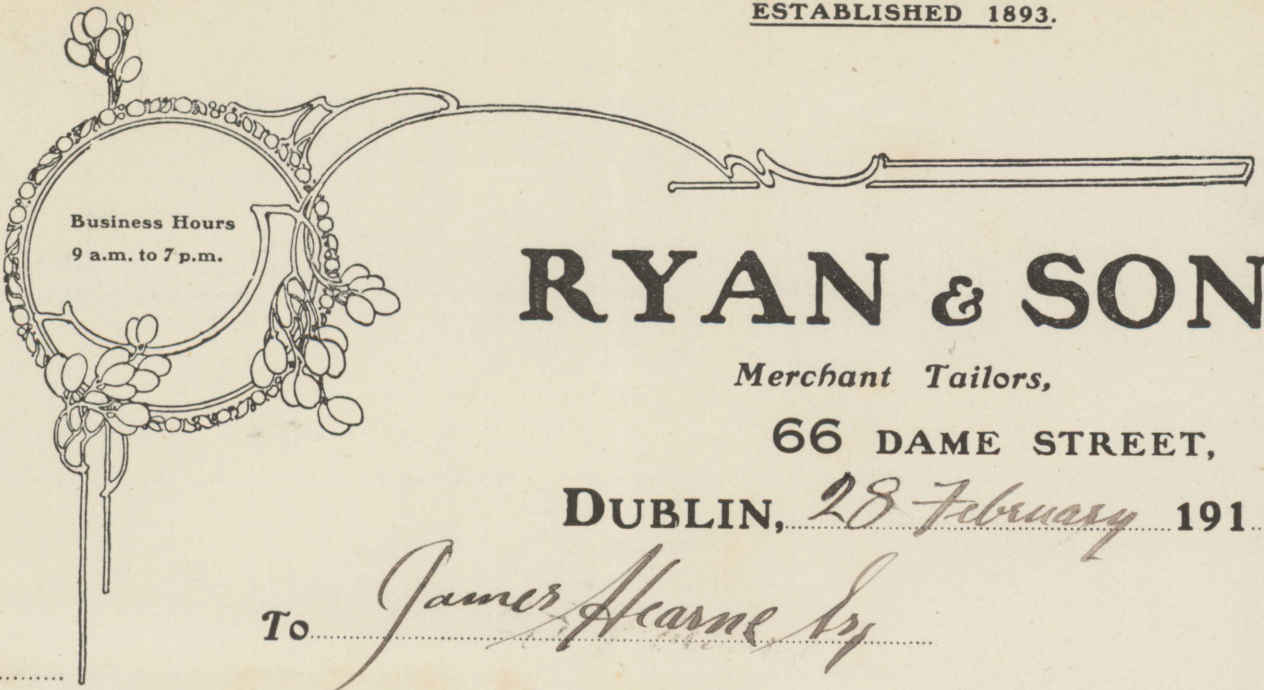 ESTABLISHED 1893.
Business Hours
9 a.m. to 7 p.m.
RYAN & SON
Merchant Tailors,
66 DAME STREET,
DUBLIN, 28 February 191
To James Hearne Esq